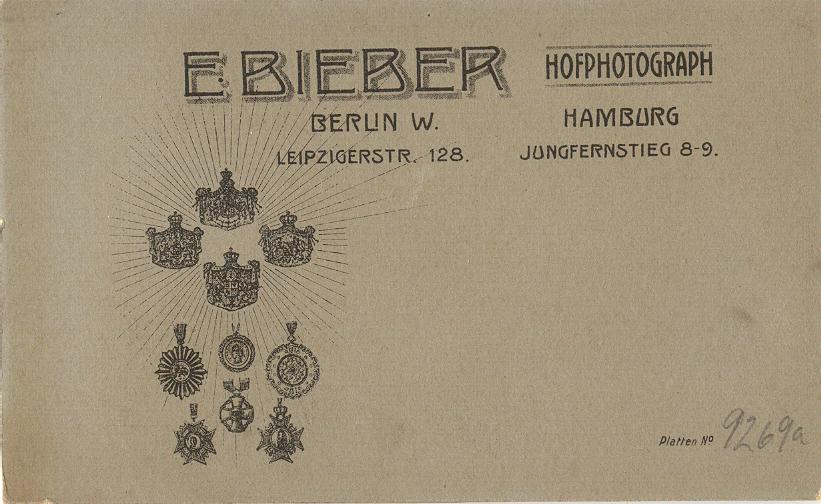 E. BIEBER HOFPHOTOGRAPH
BERLIN W. HAMBURG
LEIPZIGERSTR. 128. JUNGFERNSTIEG 8-9.
Platten No 9269a